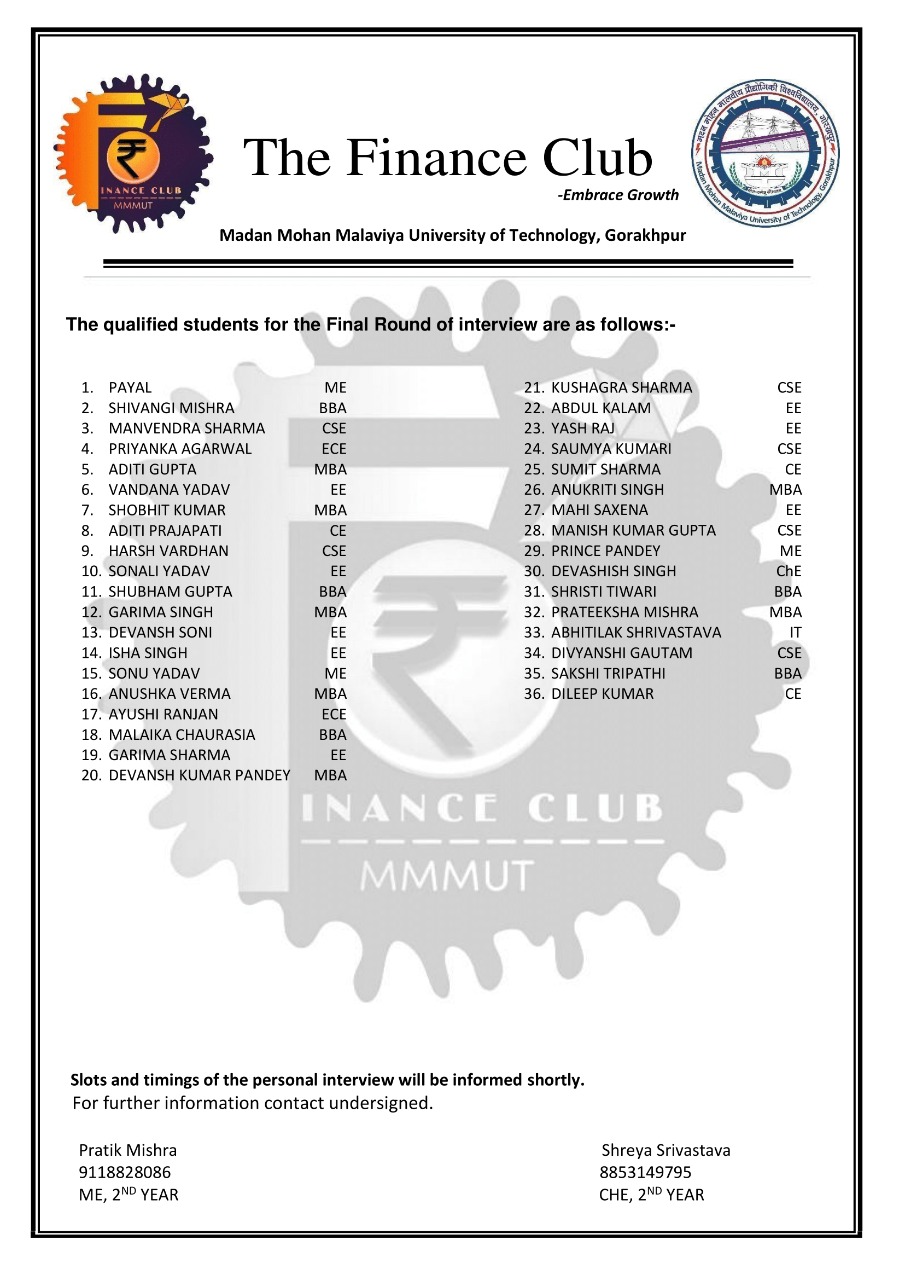 ₹
INANCE CLUB
MMMUT
The Finance Club
-Embrace Growth
Madan Mohan Malaviya University of Technology, Gorakhpur
मदन मोहन मालवीय प्रौद्योगिकी विश्वविद्यालय, गोरखपुर
Madan Mohan Malaviya University of Technology, Gorakhpur
The qualified students for the Final Round of interview are as follows:-
1. PAYAL ME
2. SHIVANGI MISHRA BBA
3. MANVENDRA SHARMA CSE
4. PRIYANKA AGARWAL ECE
5. ADITI GUPTA MBA
6. VANDANA YADAV EE
7. SHOBHIT KUMAR MBA
8. ADITI PRAJAPATI CE
9. HARSH VARDHAN CSE
10. SONALI YADAV EE
11. SHUBHAM GUPTA BBA
12. GARIMA SINGH MBA
13. DEVANSH SONI EE
14. ISHA SINGH EE
15. SONU YADAV ME
16. ANUSHKA VERMA MBA
17. AYUSHI RANJAN ECE
18. MALAIKA CHAURASIA BBA
19. GARIMA SHARMA EE
20. DEVANSH KUMAR PANDEY MBA
21. KUSHAGRA SHARMA CSE
22. ABDUL KALAM EE
23. YASH RAJ EE
24. SAUMYA KUMARI CSE
25. SUMIT SHARMA CE
26. ANUKRITI SINGH MBA
27. MAHI SAXENA EE
28. MANISH KUMAR GUPTA CSE
29. PRINCE PANDEY ME
30. DEVASHISH SINGH ChE
31. SHRISTI TIWARI BBA
32. PRATEEKSHA MISHRA MBA
33. ABHITILAK SHRIVASTAVA IT
34. DIVYANSHI GAUTAM CSE
35. SAKSHI TRIPATHI BBA
36. DILEEP KUMAR CE
₹
INANCE CLUB
MMMUT
Slots and timings of the personal interview will be informed shortly.
For further information contact undersigned.
Pratik Mishra
9118828086
ME, 2ND YEAR
Shreya Srivastava
8853149795
CHE, 2ND YEAR